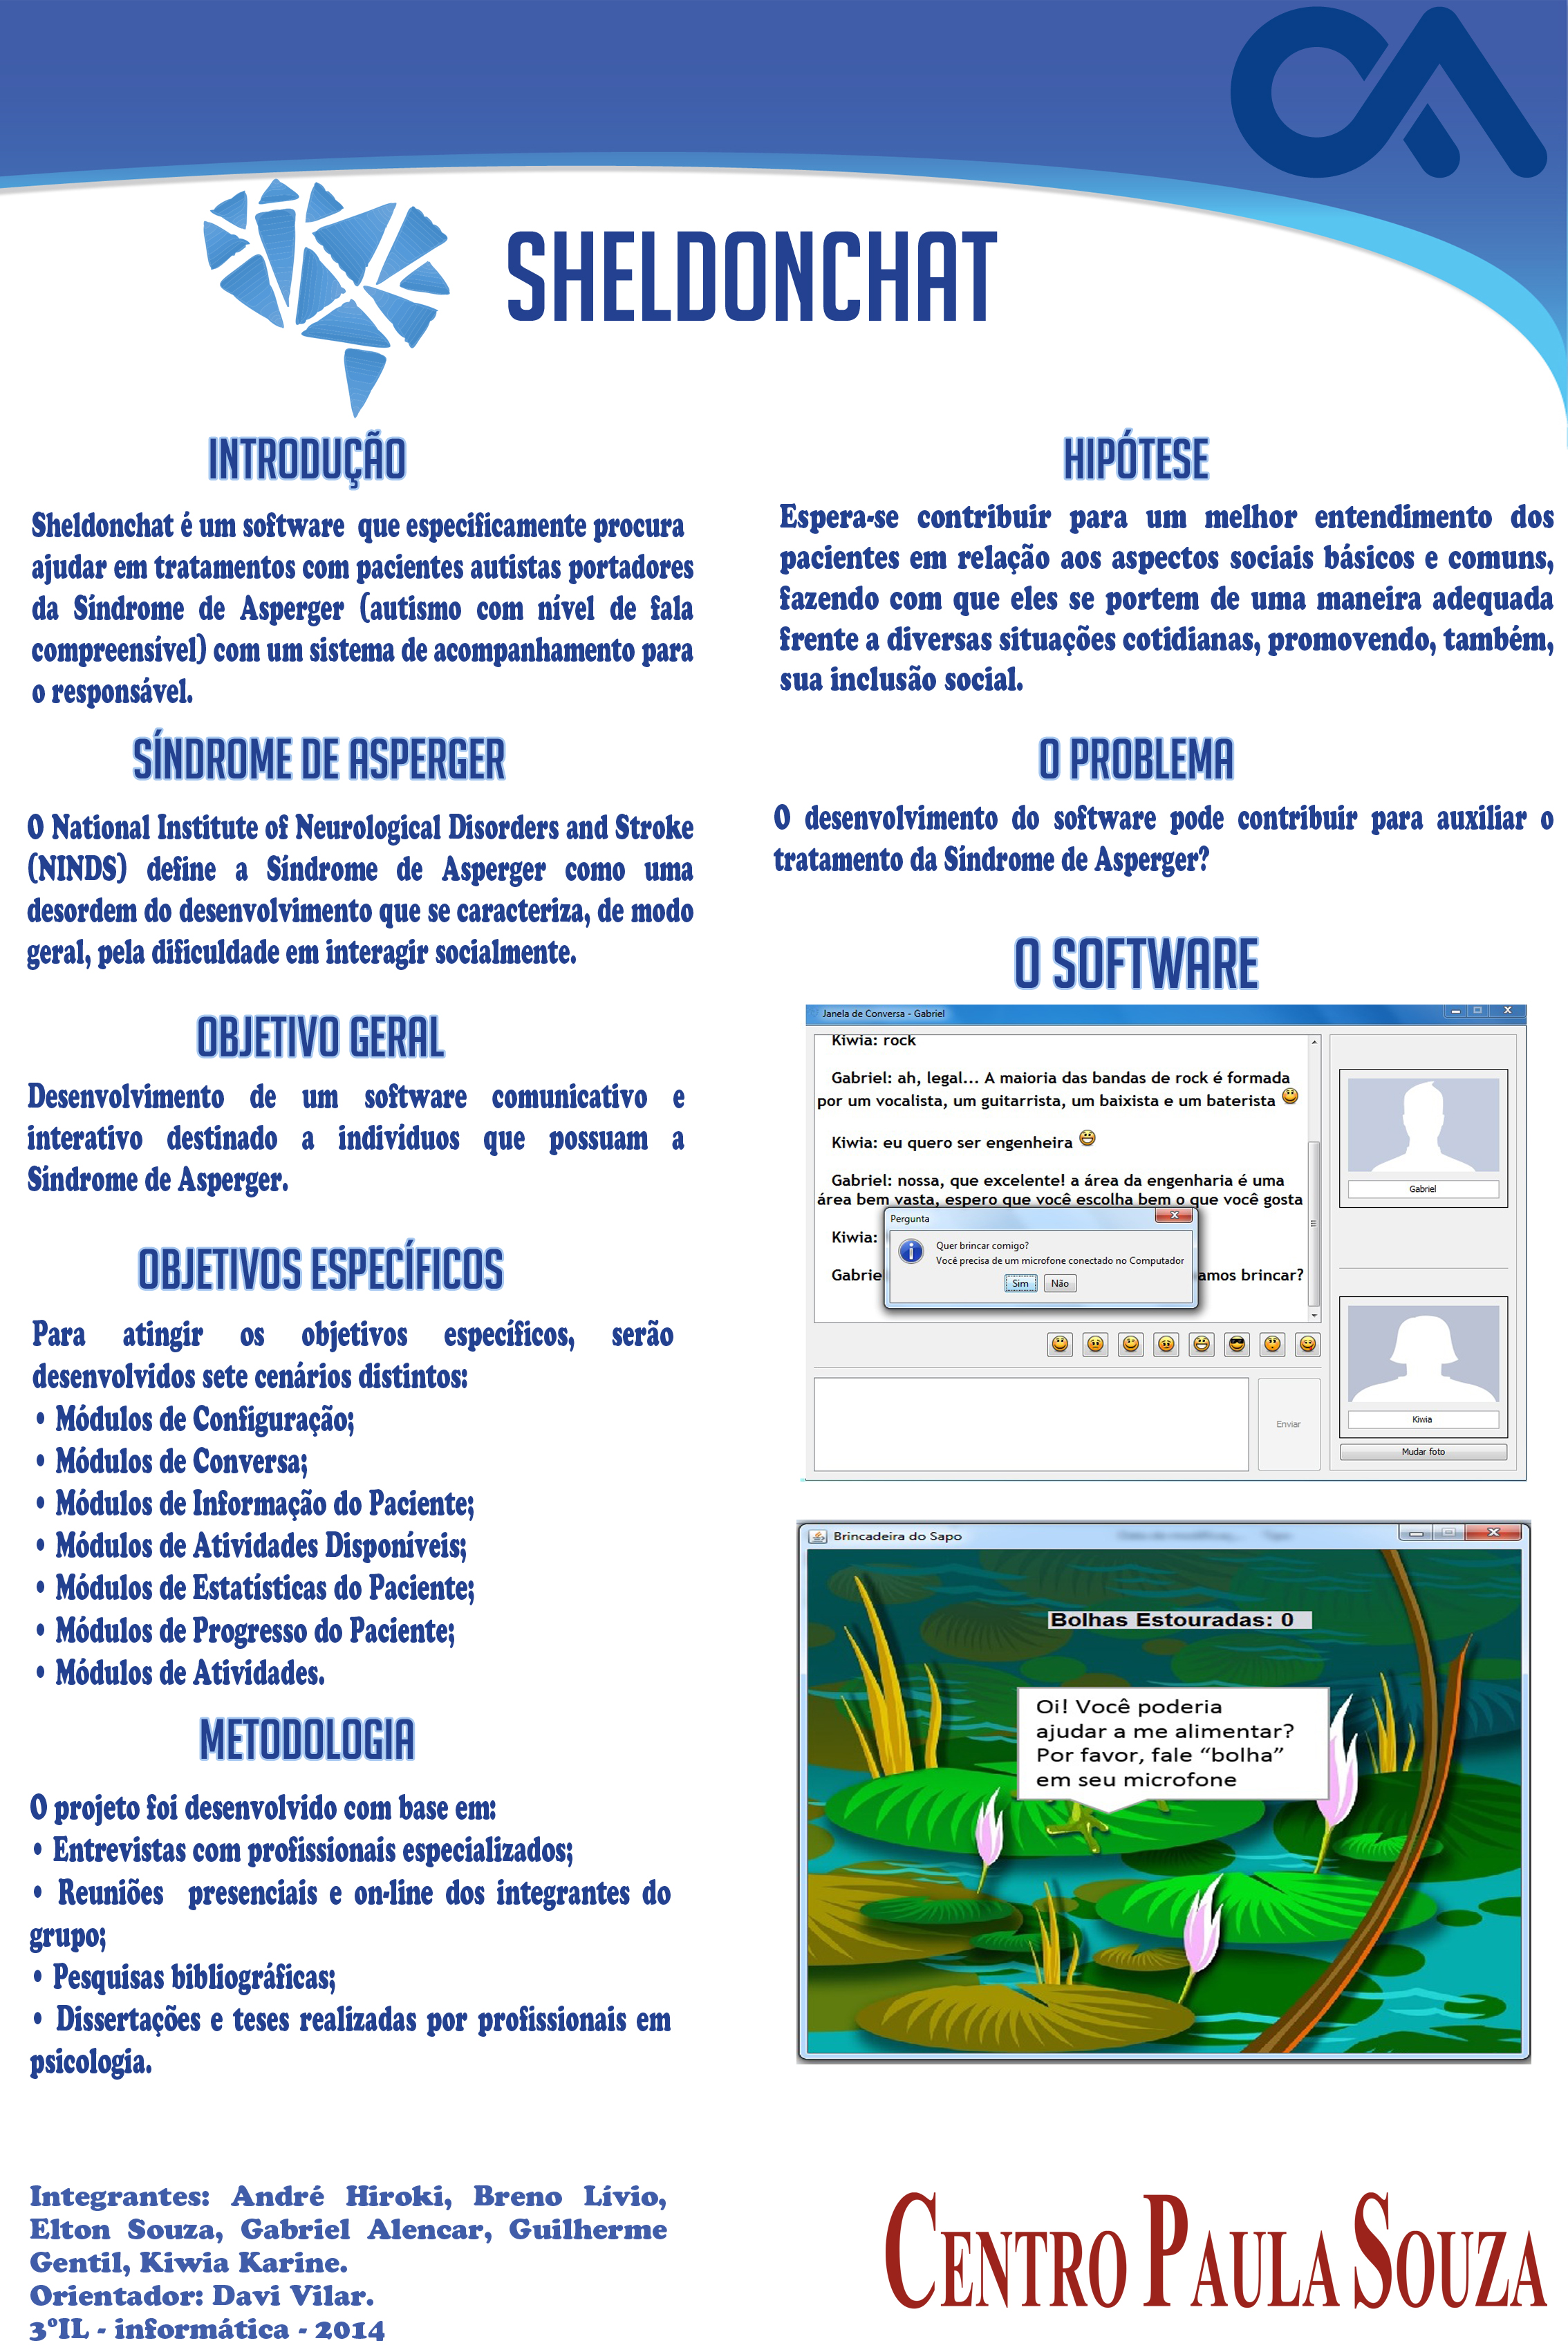 SHELDONCHAT
INTRODUÇÃO
Sheldonchat é um software que especificamente procura
ajudar em tratamentos com pacientes autistas portadores
da Síndrome de Asperger (autismo com nível de fala
compreensível) com um sistema de acompanhamento para
o responsável.
SÍNDROME DE ASPERGER
O National Institute of Neurological Disorders and Stroke
(NINDS) define a Síndrome de Asperger como uma
desordem do desenvolvimento que se caracteriza, de modo
geral, pela dificuldade em interagir socialmente.
OBJETIVO GERAL
Desenvolvimento de um software comunicativo e
interativo destinado a indivíduos que possuam a
Síndrome de Asperger.
OBJETIVOS ESPECÍFICOS
Para atingir os objetivos específicos, serão
desenvolvidos sete cenários distintos:
• Módulos de Configuração;
• Módulos de Conversa;
• Módulos de Informação do Paciente;
• Módulos de Atividades Disponíveis;
• Módulos de Estatísticas do Paciente;
• Módulos de Progresso do Paciente;
• Módulos de Atividades.
METODOLOGIA
O projeto foi desenvolvido com base em:
• Entrevistas com profissionais especializados;
• Reuniões presenciais e on-line dos integrantes do
grupo;
• Pesquisas bibliográficas;
• Dissertações e teses realizadas por profissionais em
psicologia.
Integrantes: André Hiroki, Breno Lívio,
Elton Souza, Gabriel Alencar, Guilherme
Gentil, Kiwia Karine.
Orientador: Davi Vilar.
3ºIL - informática - 2014
HIPÓTESE
Espera-se contribuir para um melhor entendimento dos
pacientes em relação aos aspectos sociais básicos e comuns,
fazendo com que eles se portem de uma maneira adequada
frente a diversas situações cotidianas, promovendo, também,
sua inclusão social.
O PROBLEMA
O desenvolvimento do software pode contribuir para auxiliar o
tratamento da Síndrome de Asperger?
O SOFTWARE
Janela de Conversa - Gabriel
Kiwia: rock
Gabriel: ah, legal... A maioria das bandas de rock é formada
por um vocalista, um guitarrista, um baixista e um baterista
Kiwia: eu quero ser engenheira
Gabriel: nossa, que excelente! a área da engenharia é uma
área bem vasta, espero que você escolha bem o que você gosta
Kiwia:
Gabrie amos brincar?
Pergunta
Quer brincar comigo?
Você precisa de um microfone conectado no Computador
Sim Não
Enviar
Gabriel
Kiwia
Mudar foto
Brincadeira do Sapo
Bolhas Estouradas: 0
Oi! Você poderia
ajudar a me alimentar?
Por favor, fale “bolha”
em seu microfone
CENTRO PAULA SOUZA